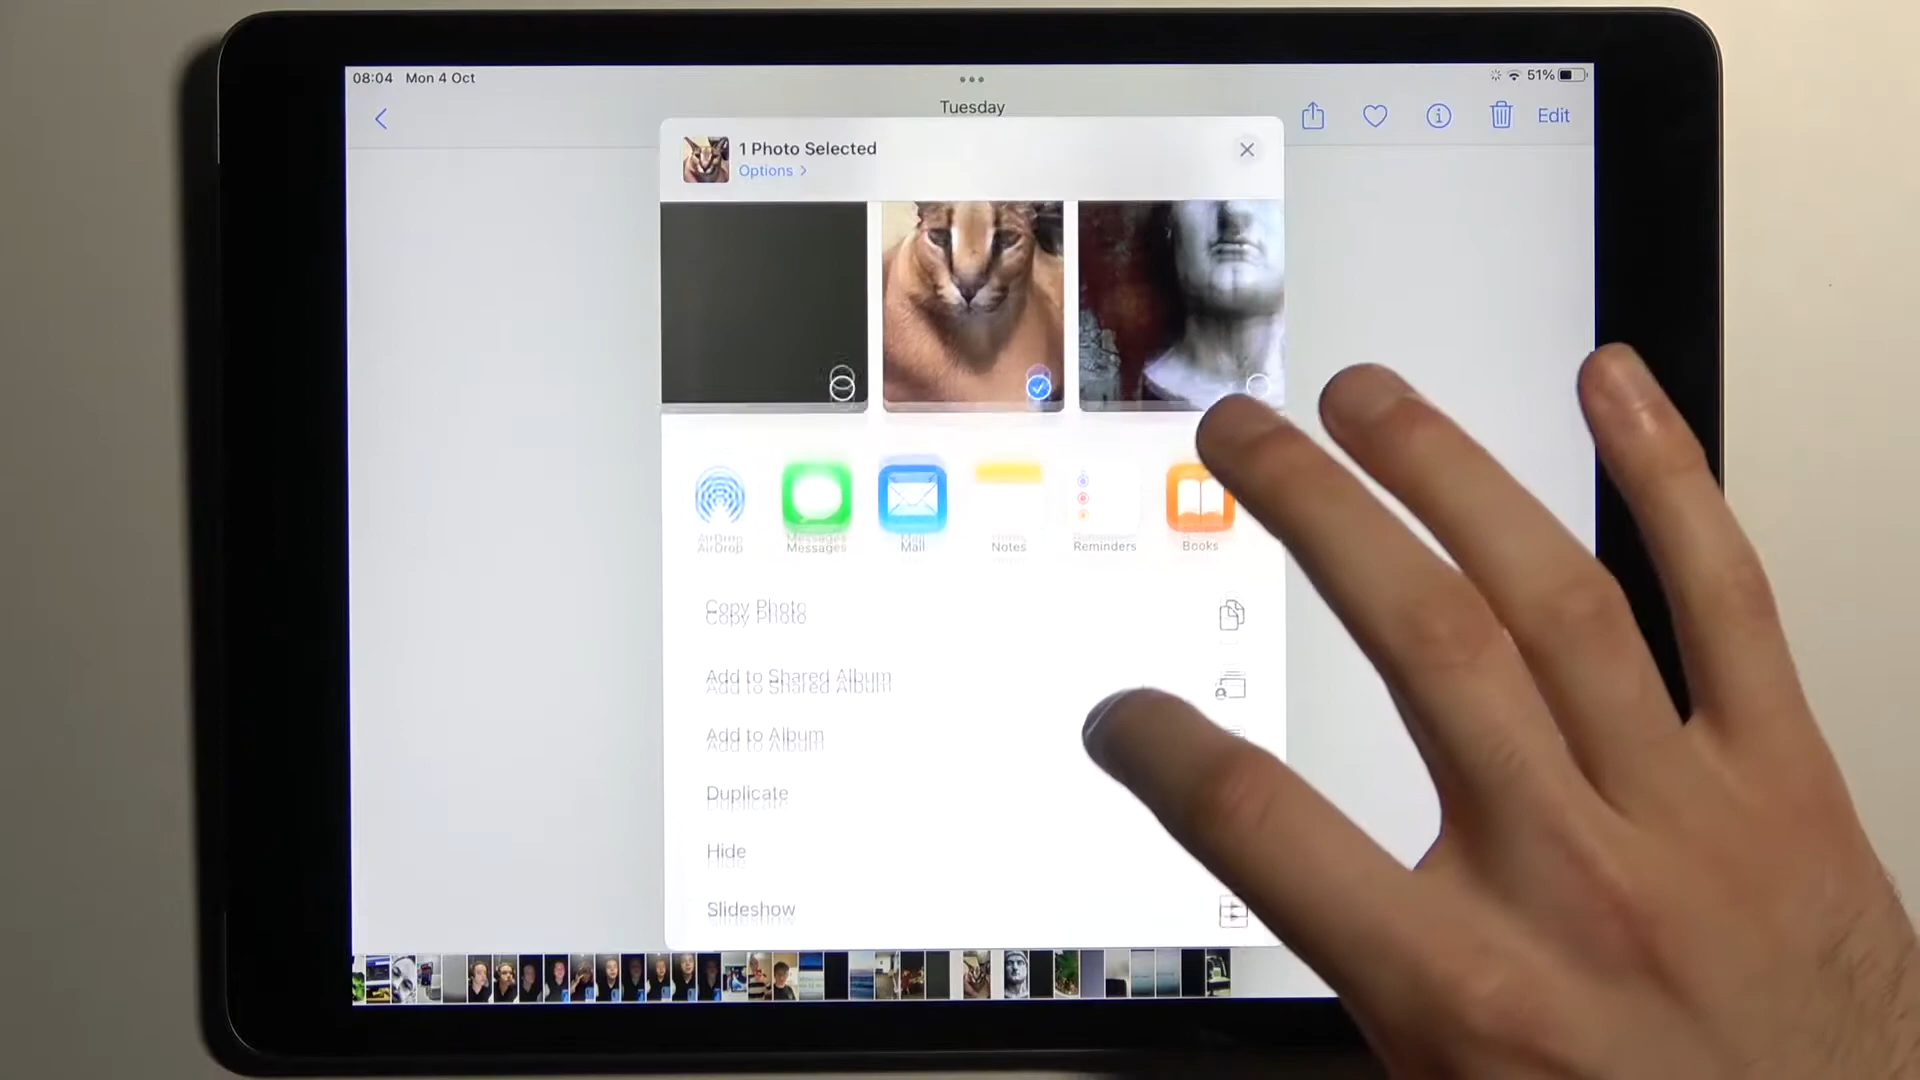 08:04 Mon 4 Oct
51%
Tuesday
Edit
1 Photo Selected
Options >
AirDrop
Messages
Mail
Notes
Reminders
Books
Copy Photo
Add to Shared Album
Add to Album
Duplicate
Hide
Slideshow